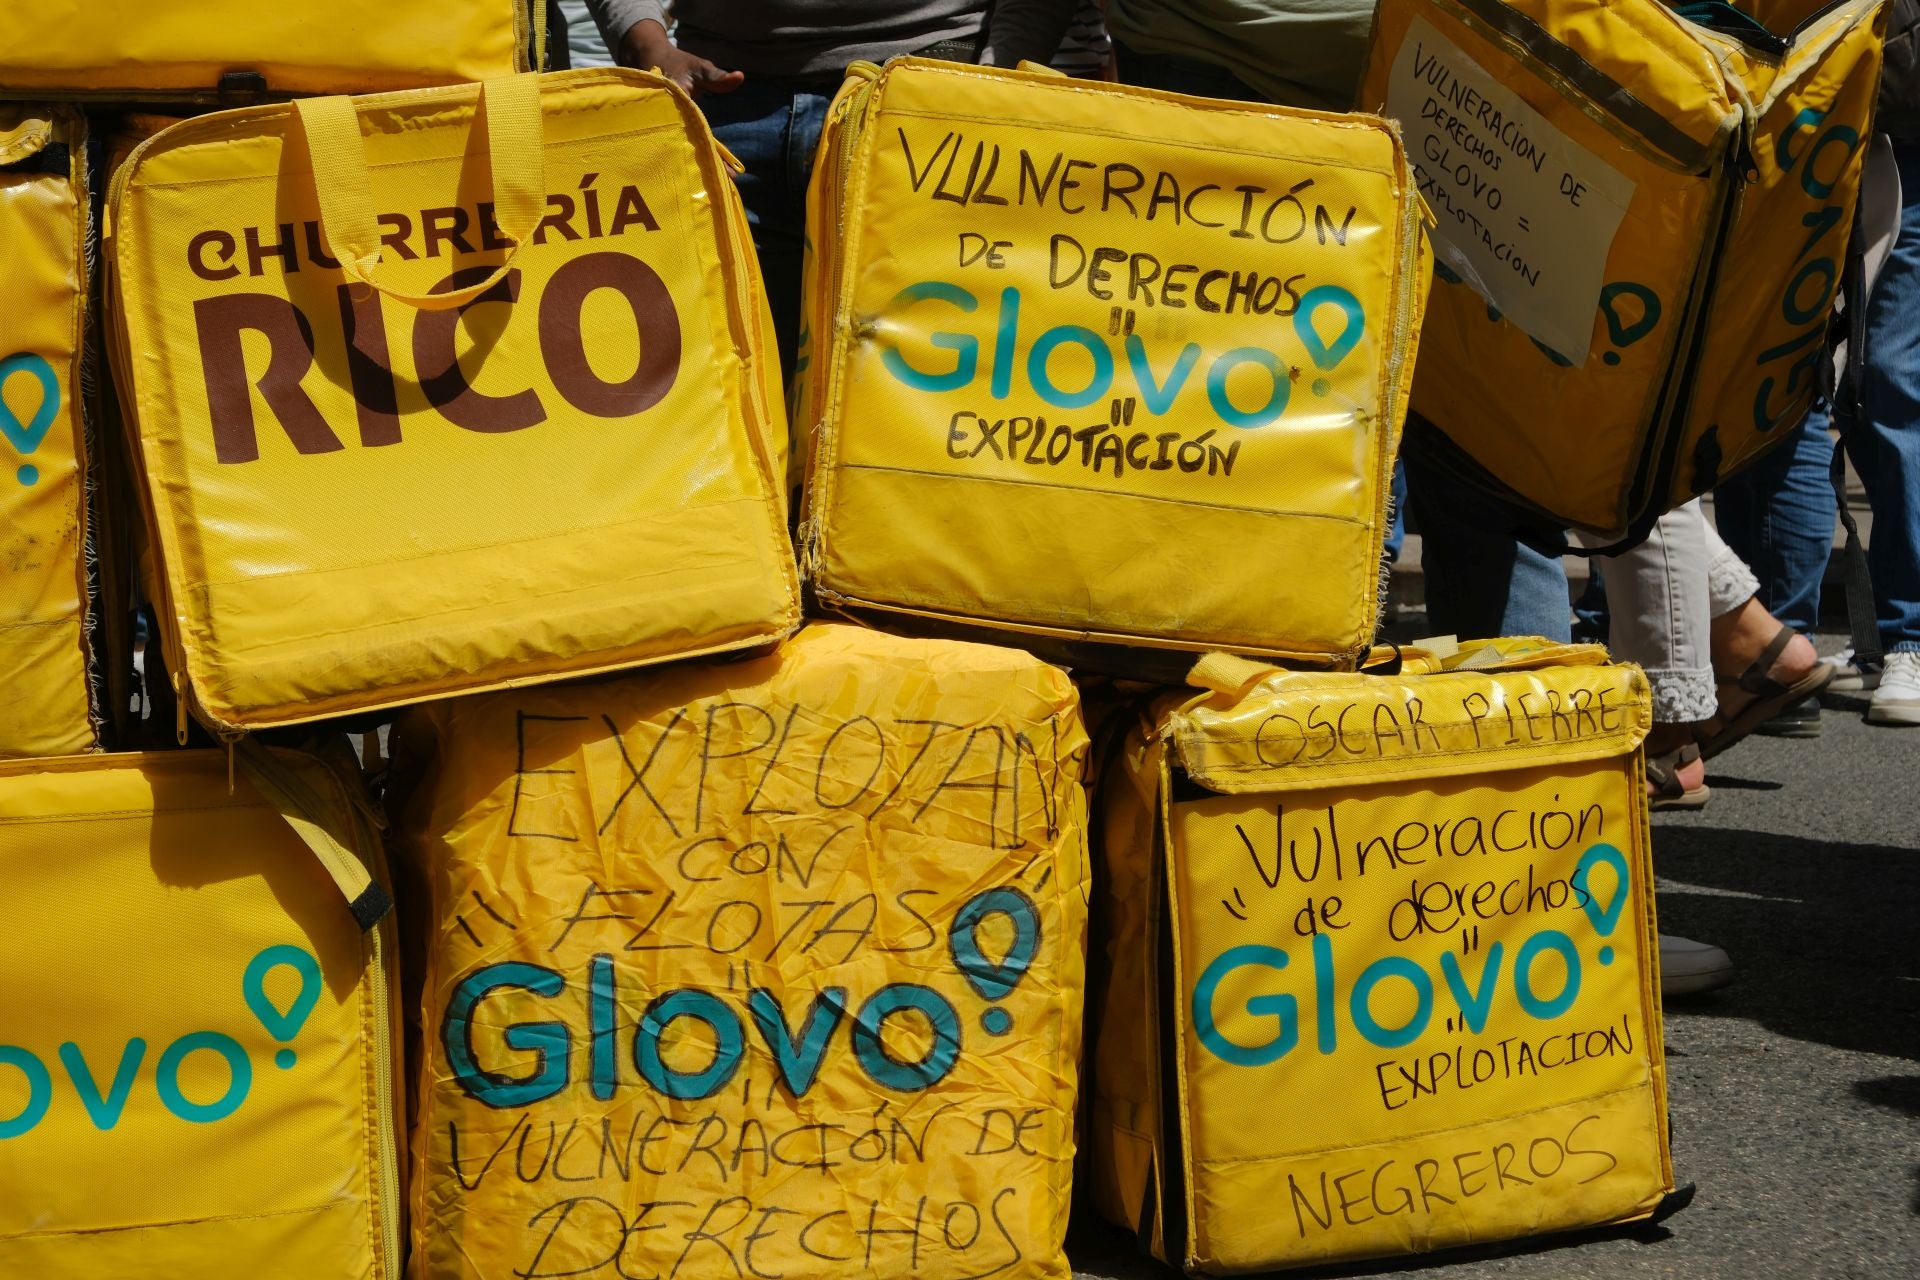 CHURRERÍA
RICO
VULNERACIÓN
DE DERECHOS
"
Glovo
"
EXPLOTACIÓN
VULNERACION DE
DERECHOS
GLOVO =
EXPLOTACION
Glovo
EXPLOTAN
CON
" FLOTAS "
"
Glovo
"
VULNERACIÓN DE
DERECHOS
OSCAR PIERRE
"Vulneración
de derechos
"
Glovo
"
EXPLOTACION
NEGREROS
ovo